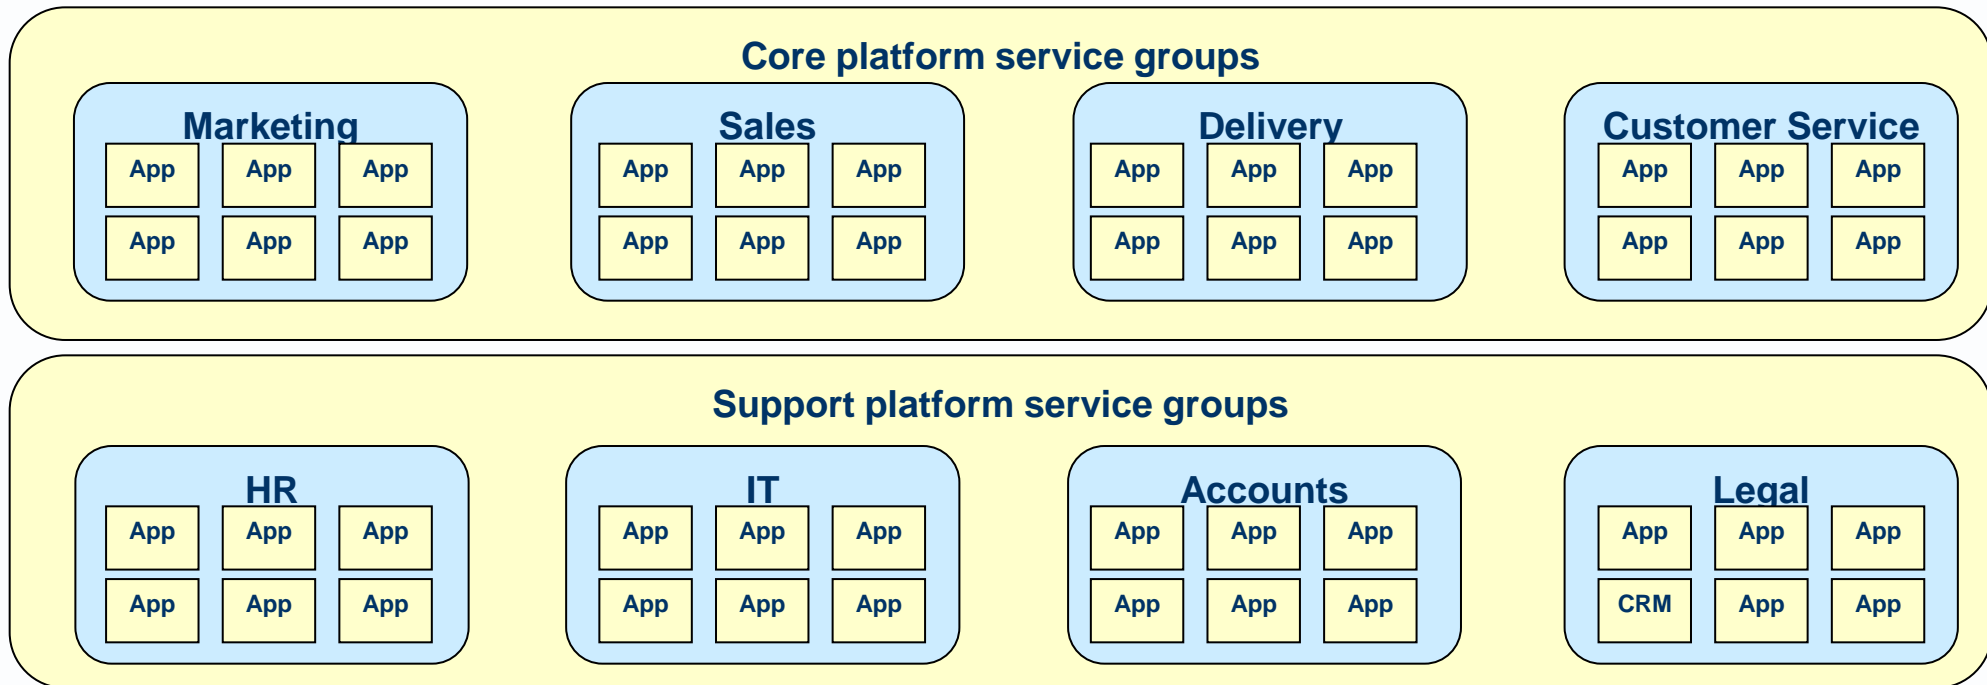 Core platform service groups
Marketing Sales Delivery Customer Service
App App App App App App App App App App App App
App App App App App App App App App App App App
Support platform service groups
HR IT Accounts Legal
App App App App App App App App App App App App
App App App App App App App App App CRM App App